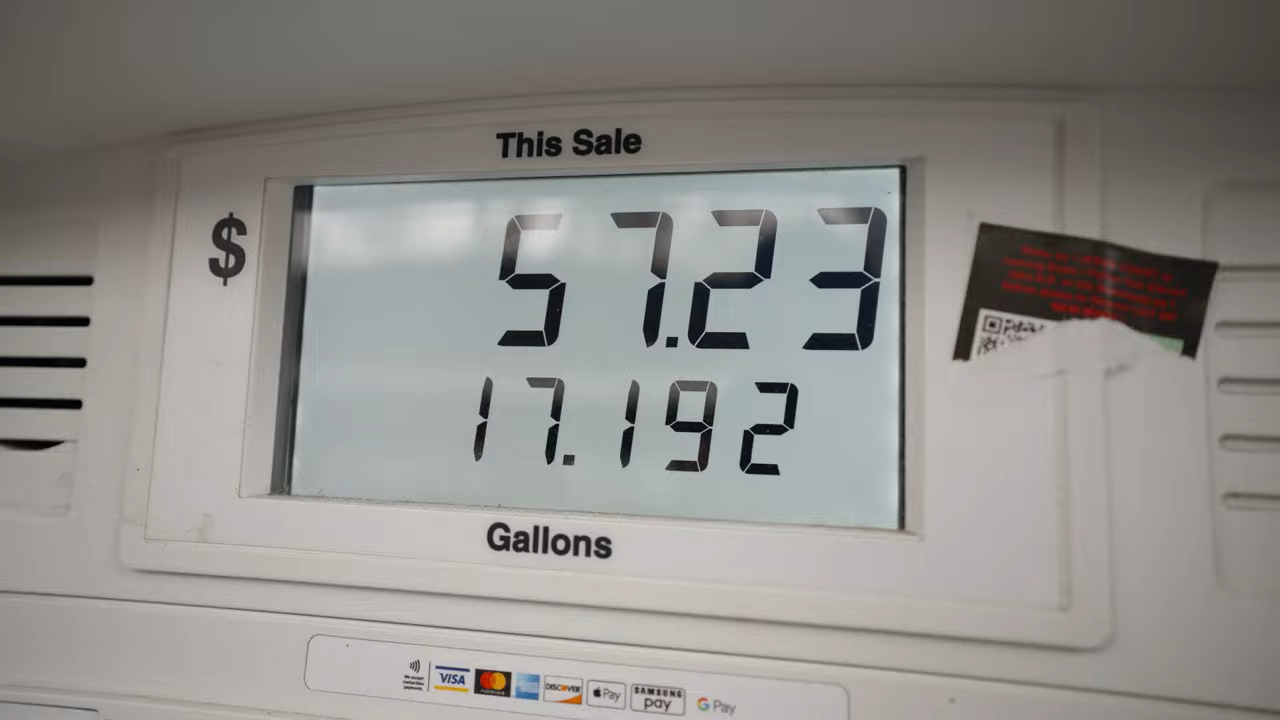 This Sale
$
57.23
17.192
Gallons
VISA
DISCOVER
Pay
SAMSUNG
pay
G Pay